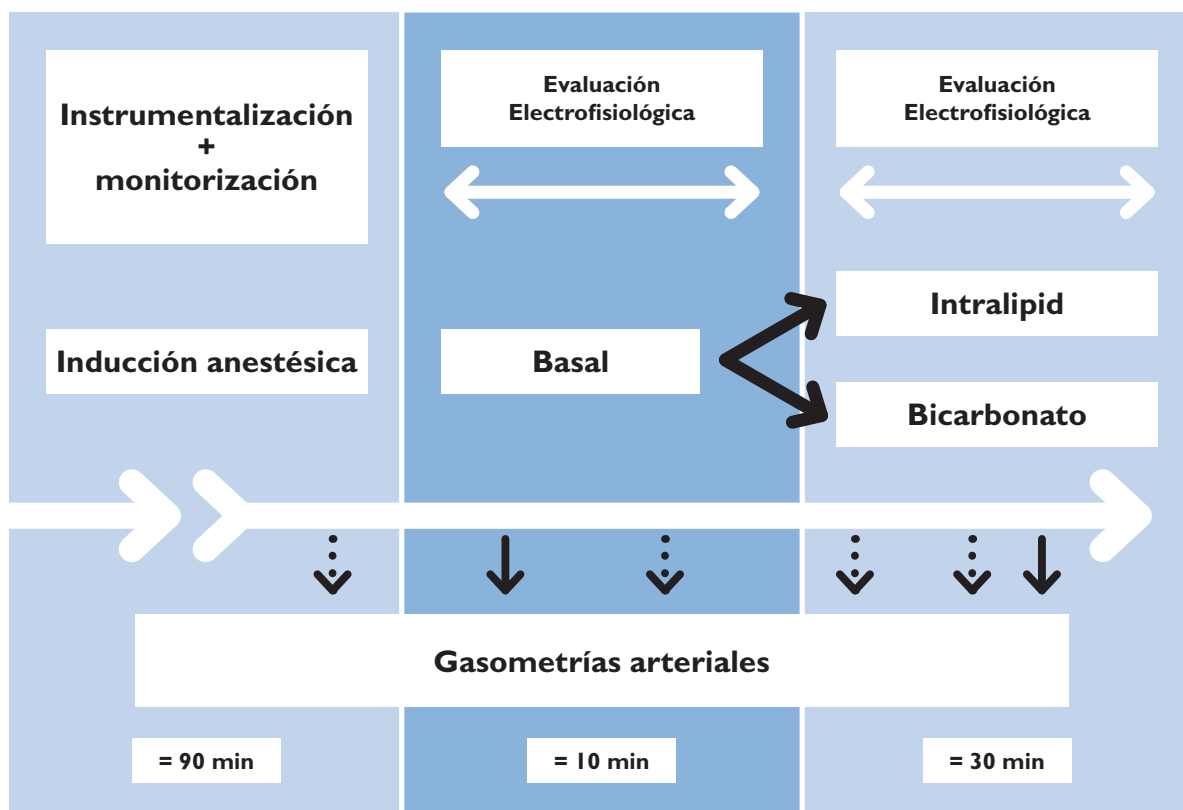 Instrumentalización
+
monitorización
Inducción anestésica
Evaluación
Electrofisiológica
Basal
Evaluación
Electrofisiológica
Intralipid
Bicarbonato
Gasometrías arteriales
= 90 min
= 10 min
= 30 min